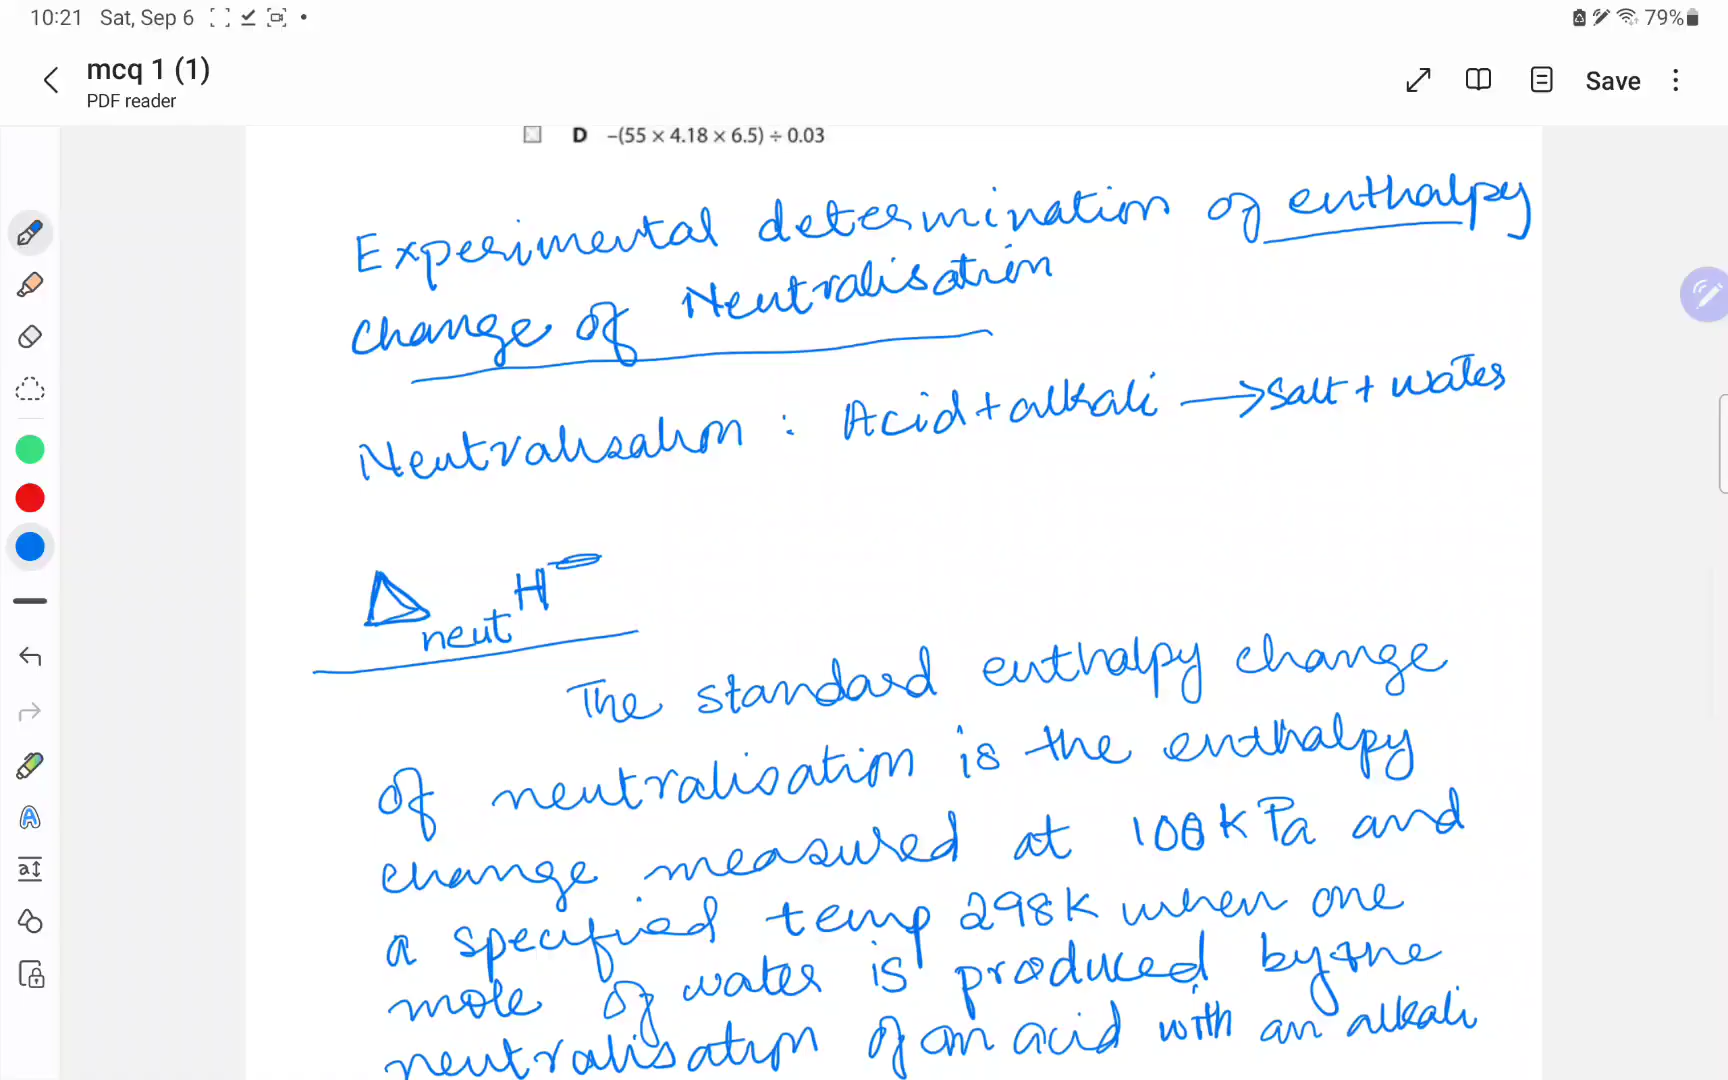 10:21 Sat, Sep 6 79%
mcq 1 (1)
PDF reader
Save
D –(55 × 4.18 × 6.5) ÷ 0.03
Experimental determination of enthalpy
change of Neutralisation
Neutralisation : Acid + alkali → Salt + water
Δneut H⊖
The standard enthalpy change
of neutralisation is the enthalpy
change measured at 100 kPa and
a specified temp 298K when one
mole of water is produced by the
neutralisation of an acid with an alkali